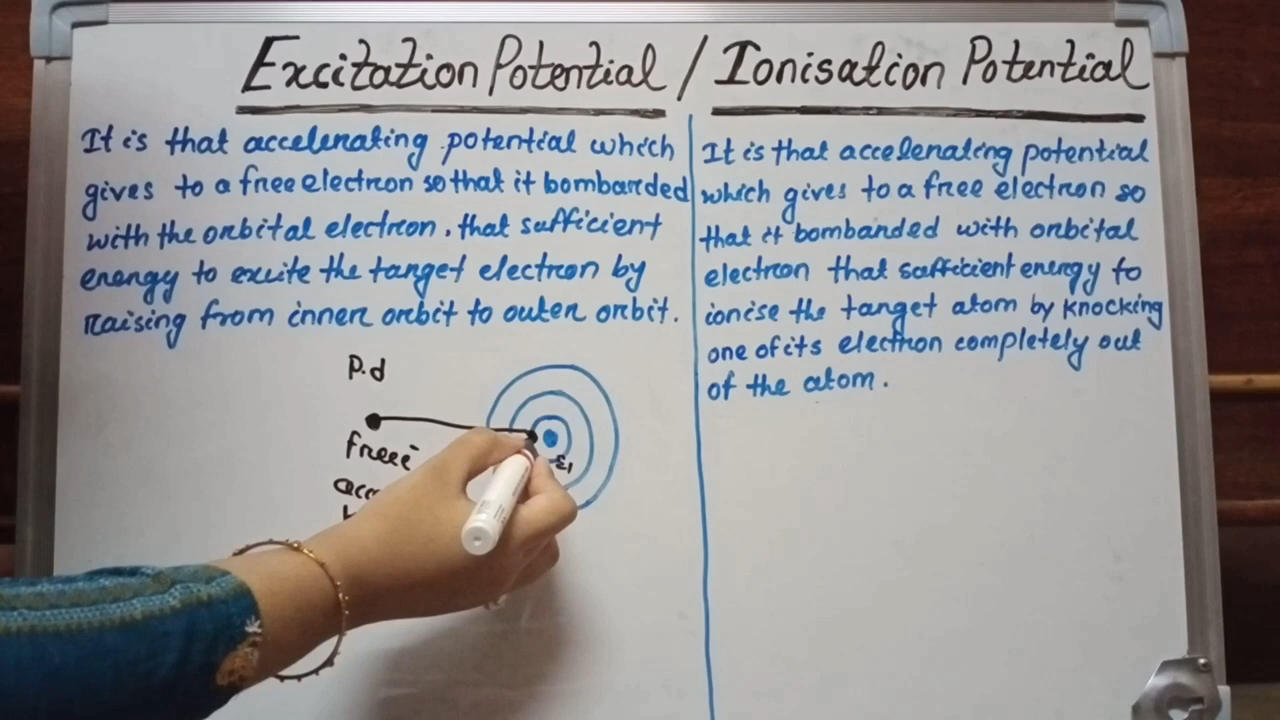 Excitation Potential / Ionisation Potential
It is that accelerating potential which
gives to a free electron so that it bombarded
with the orbital electron, that sufficient
energy to excite the target electron by
raising from inner orbit to outer orbit.
P.d
free e-
E1
It is that accelerating potential
which gives to a free electron so
that it bombarded with orbital
electron that sufficient energy to
ionise the target atom by knocking
one of its electron completely out
of the atom.